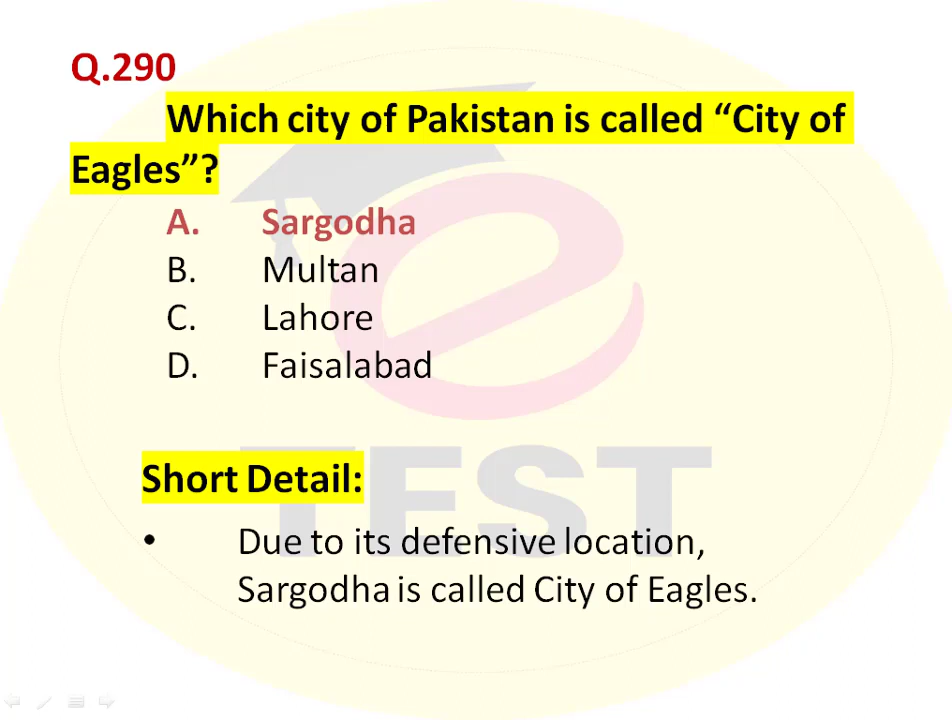 Q.290
Which city of Pakistan is called “City of
Eagles”?
A. Sargodha
B. Multan
C. Lahore
D. Faisalabad
e
TEST
Short Detail:
• Due to its defensive location,
Sargodha is called City of Eagles.